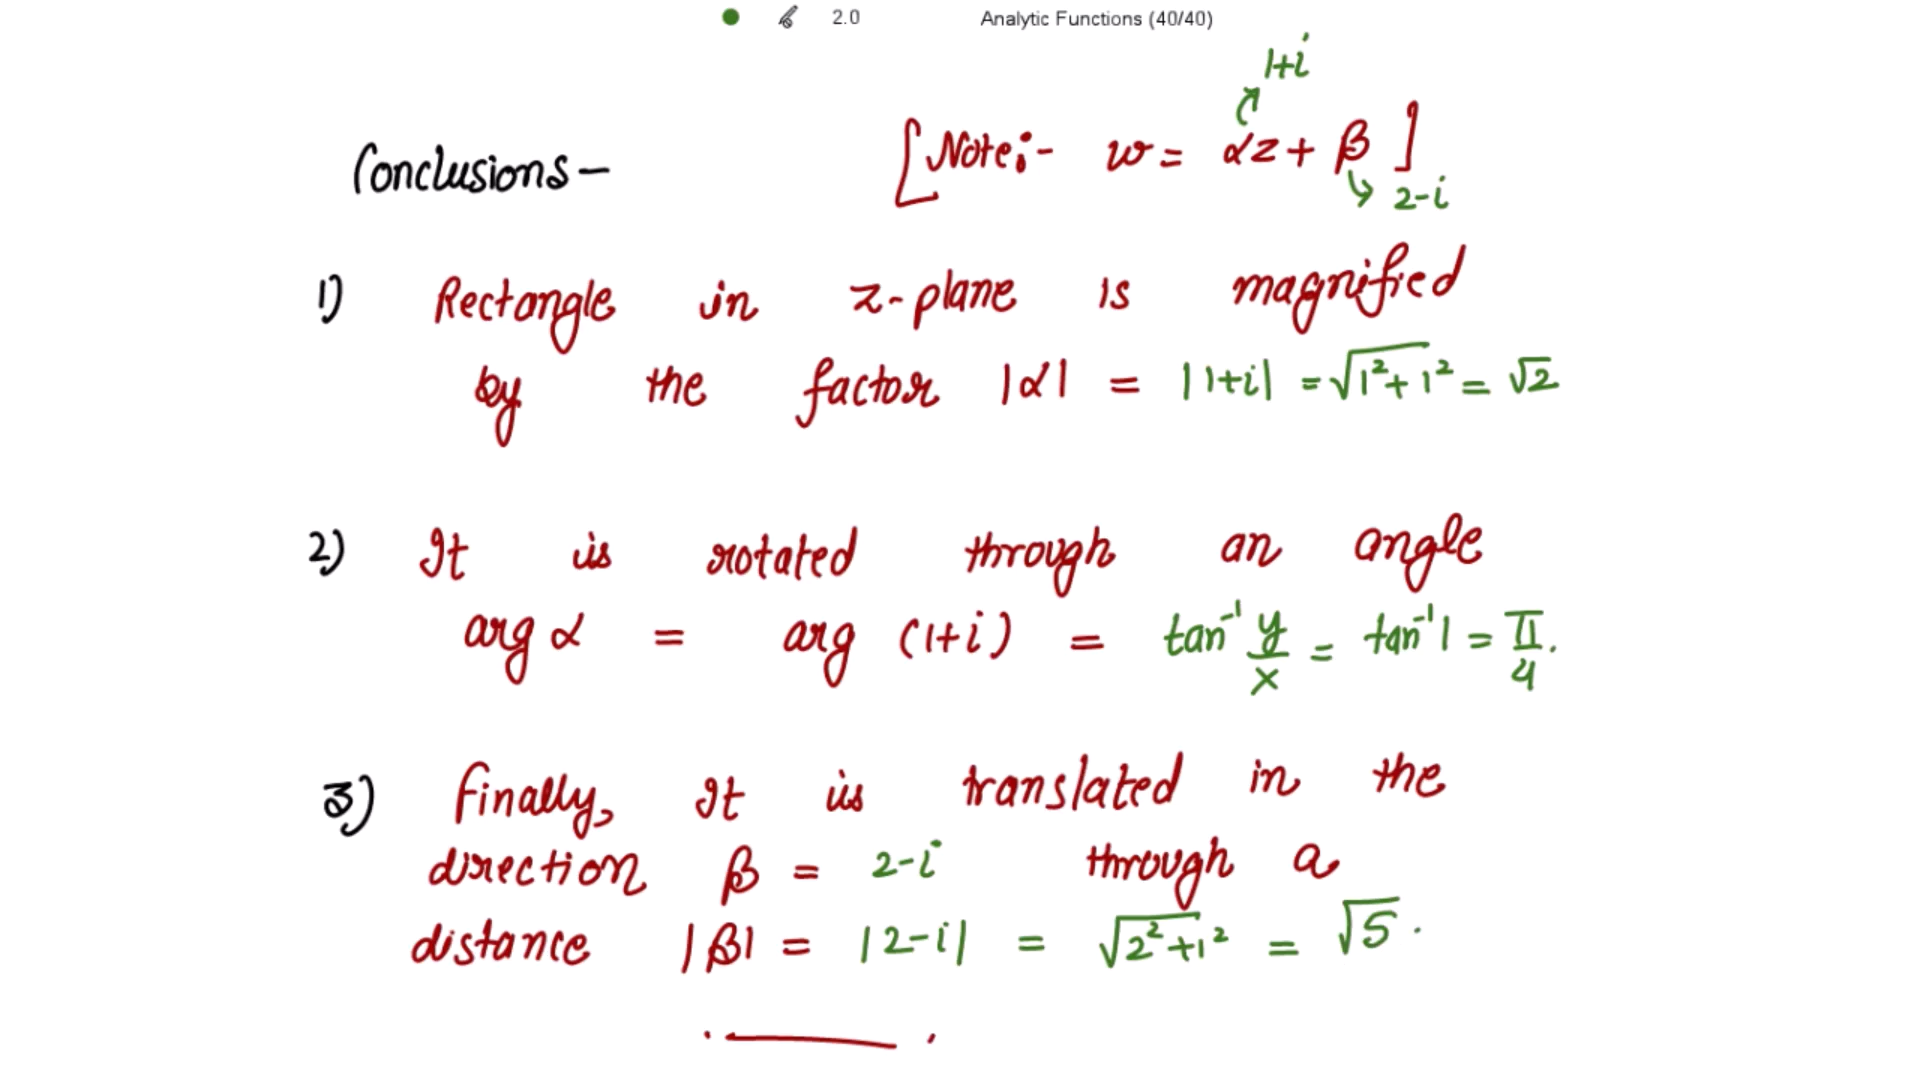 2.0 Analytic Functions (40/40)
1+i
Conclusions – [Note:- w = αz + β]
2-i
1) Rectangle in z-plane is magnified
by the factor |α| = |1+i| = √1²+1² = √2
2) It is rotated through an angle
arg α = arg (1+i) = tan⁻¹ y/x = tan⁻¹ 1 = π/4.
3) Finally, It is translated in the
direction β = 2-i through a
distance |β| = |2-i| = √2²+1² = √5.